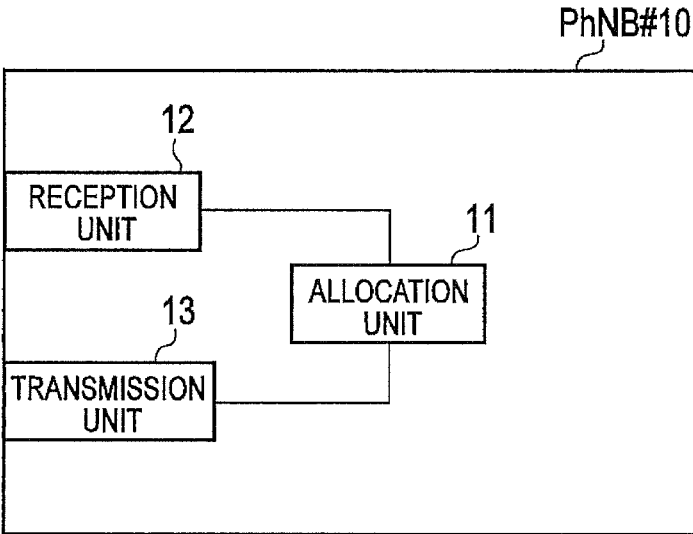 PhNB#10
12
RECEPTION
UNIT
11
ALLOCATION
UNIT
13
TRANSMISSION
UNIT